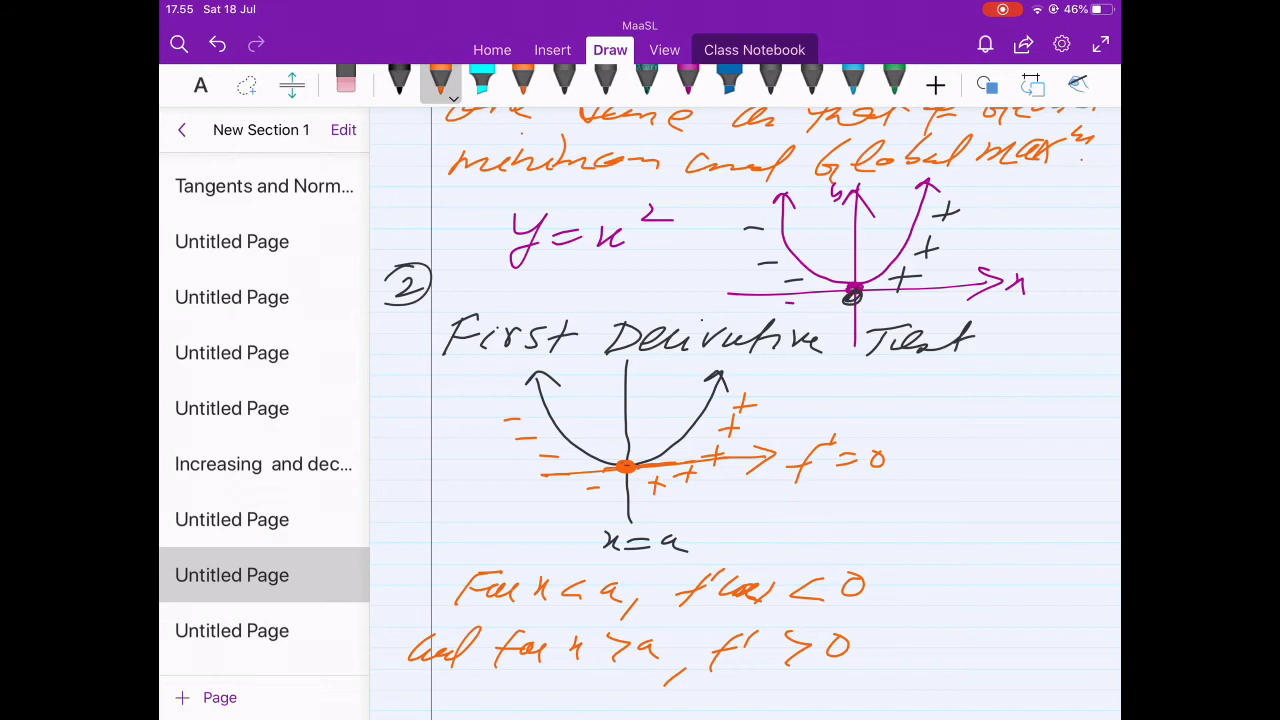 17.55 Sat 18 Jul
46%
MaaSL
Home Insert Draw View Class Notebook
A
New Section 1 Edit
Tangents and Norm...
Untitled Page
Untitled Page
Untitled Page
Untitled Page
Increasing and dec...
Untitled Page
Untitled Page
Untitled Page
+ Page
minimum and Global max
y = x²
y
- - - -
+ + +
x
0
②
First Derivative Test
- - - -
+ + + + +
f' = 0
x = a
For x < a, f'(x) < 0
and for x > a, f' > 0